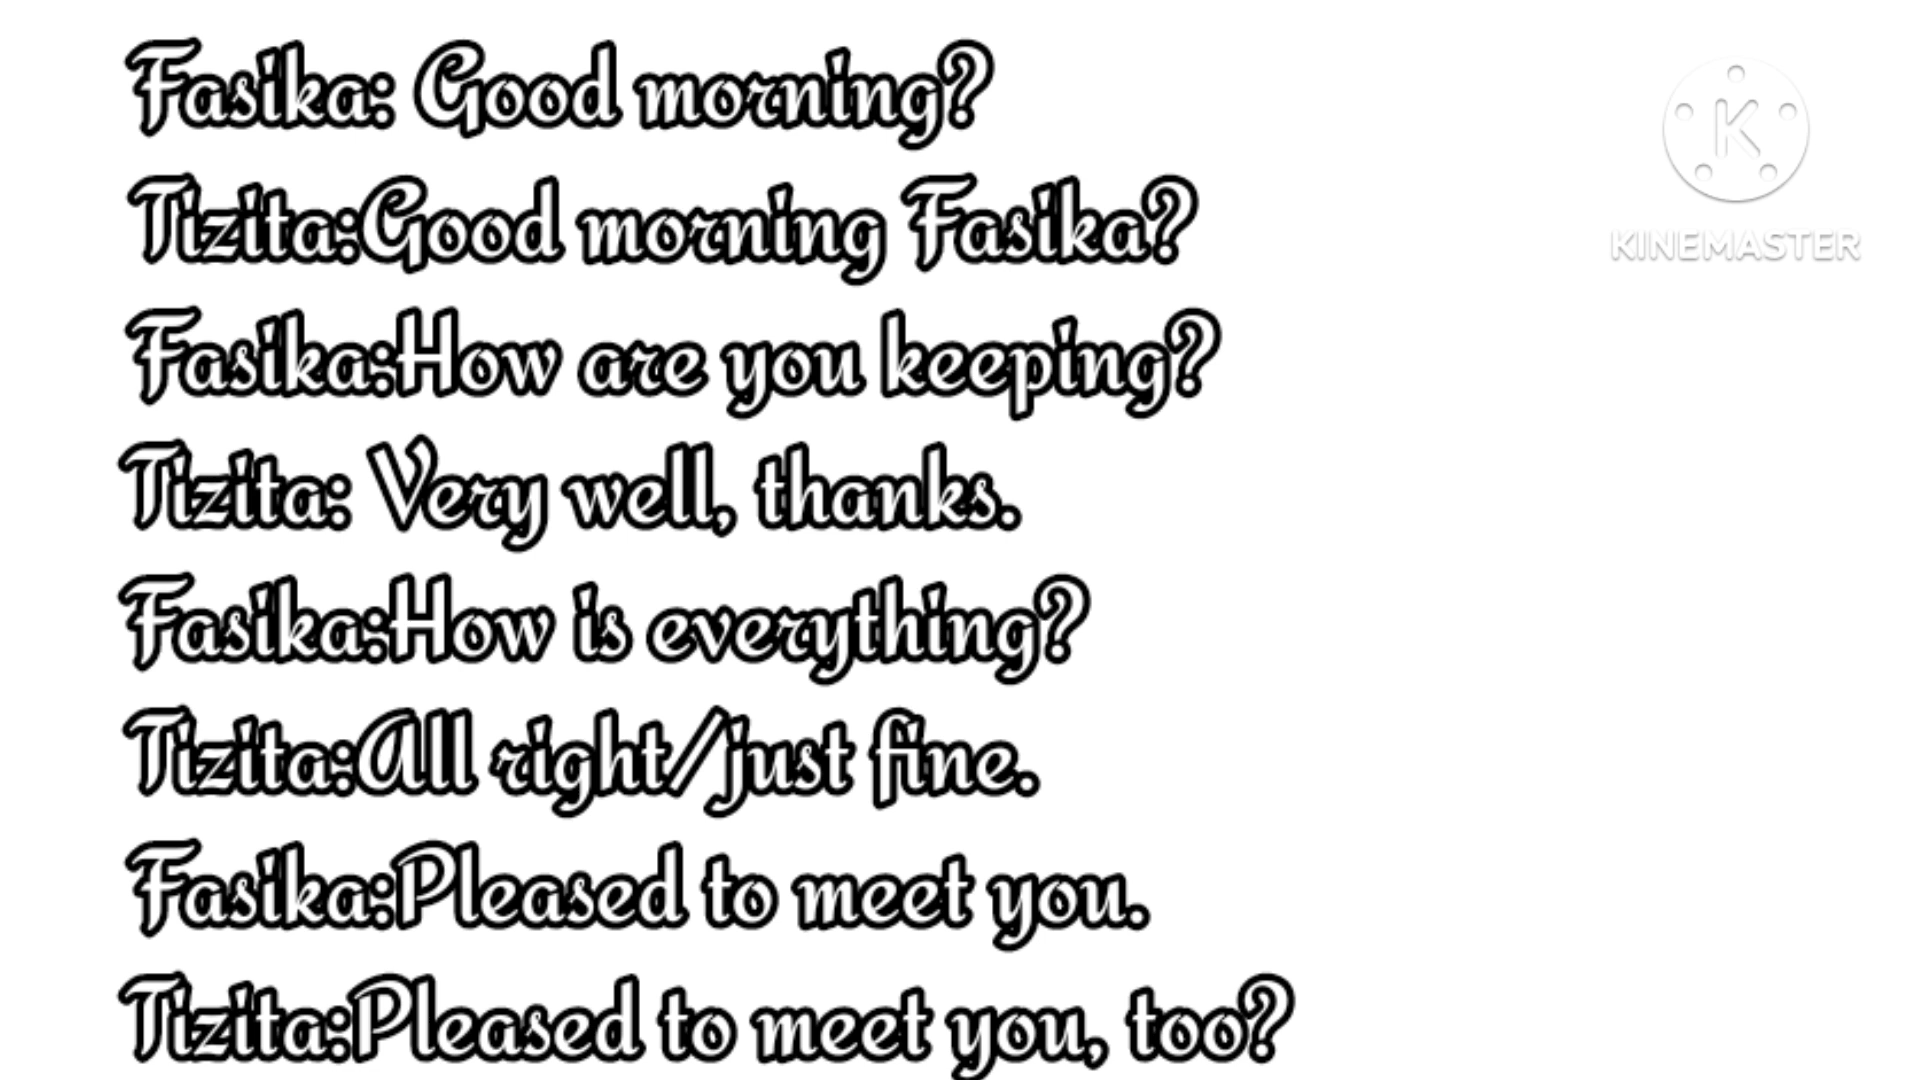 Fasika: Good morning?
Tizita:Good morning Fasika?
Fasika:How are you keeping?
Tizita: Very well, thanks.
Fasika:How is everything?
Tizita:All right/just fine.
Fasika:Pleased to meet you.
Tizita:Pleased to meet you, too?
K
KINEMASTER